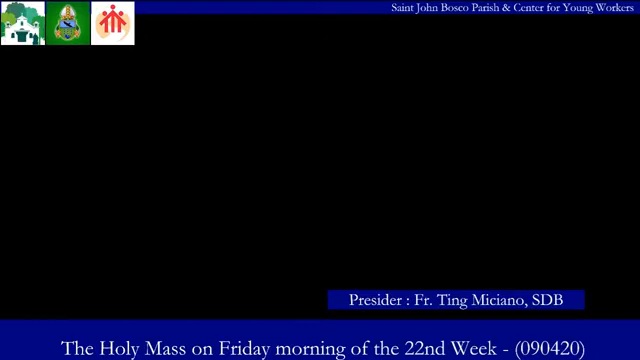 Saint John Bosco Parish & Center for Young Workers
Presider : Fr. Ting Miciano, SDB
The Holy Mass on Friday morning of the 22nd Week - (090420)